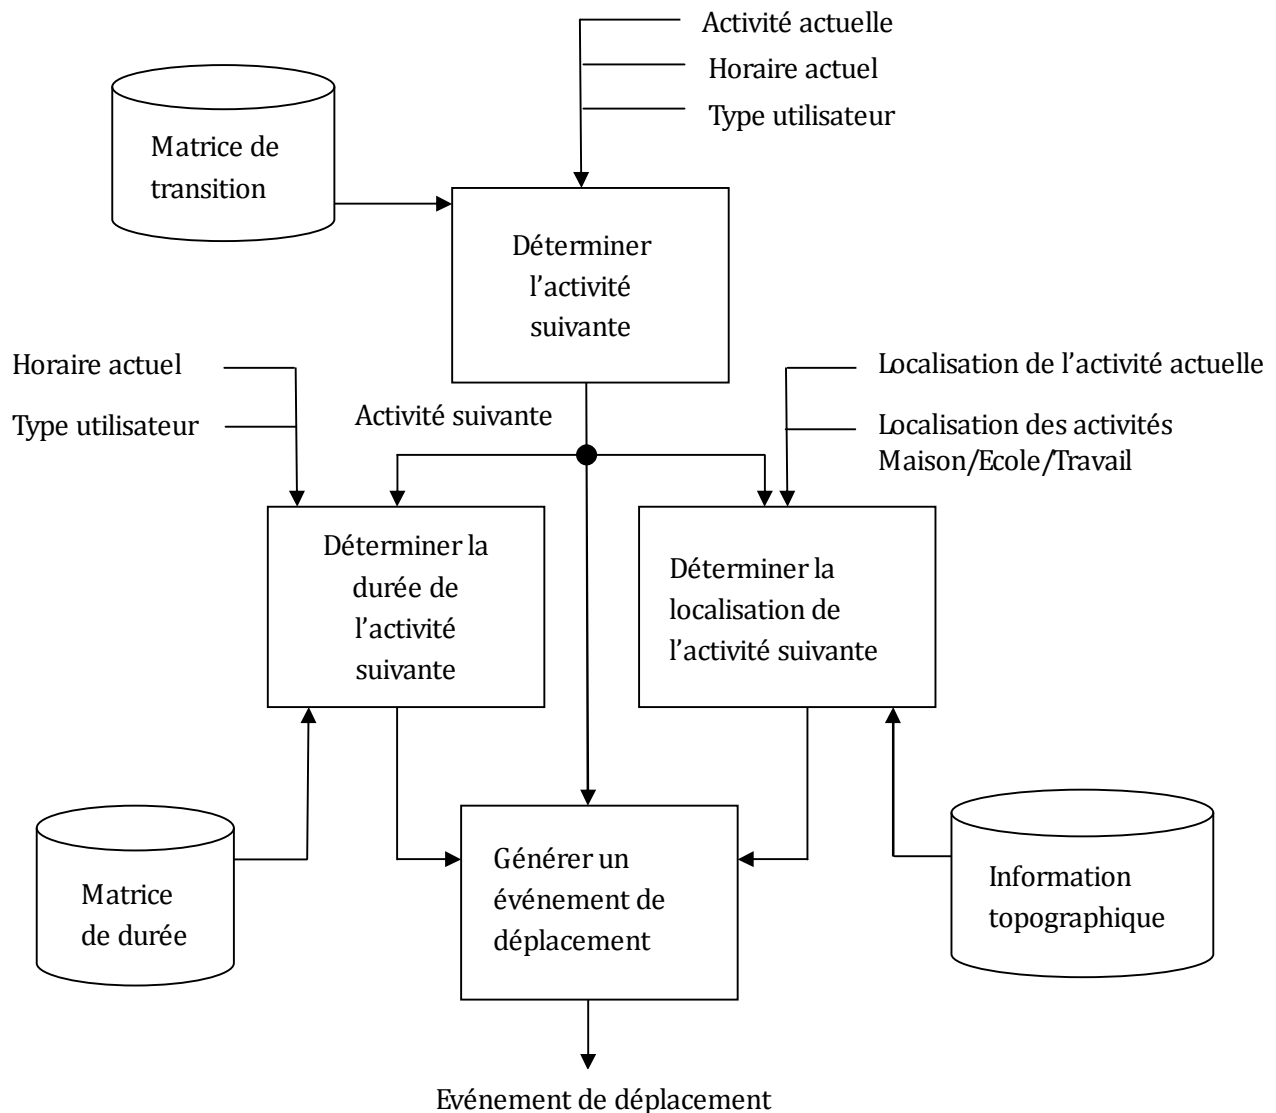 Activité actuelle
Horaire actuel
Type utilisateur
Matrice de
transition
Déterminer
l’activité
suivante
Horaire actuel
Type utilisateur
Activité suivante
Localisation de l’activité actuelle
Localisation des activités
Maison/Ecole/Travail
Déterminer la
durée de
l’activité
suivante
Déterminer la
localisation de
l’activité suivante
Matrice
de durée
Générer un
événement de
déplacement
Information
topographique
Evénement de déplacement